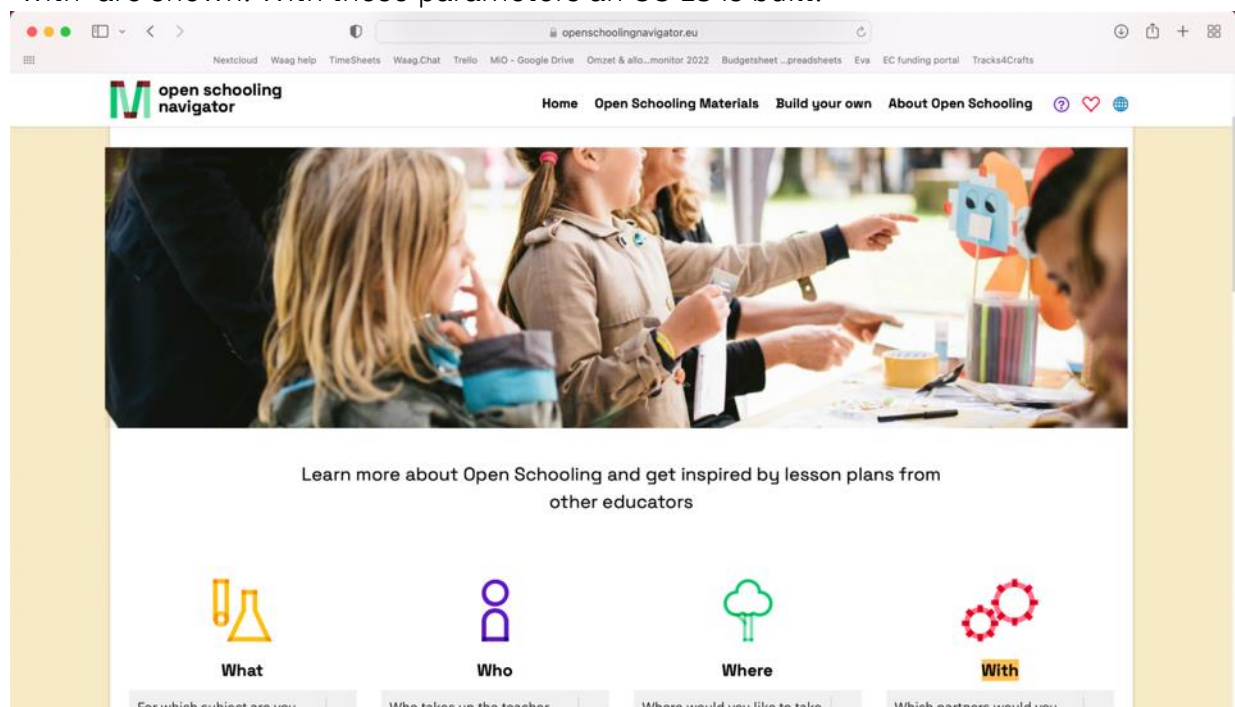 openschoolingnavigator.eu
Nextcloud Waag help TimeSheets Waag.Chat Trello MiO - Google Drive Omzet & allo...monitor 2022 Budgetsheet ...preadsheets Eva EC funding portal Tracks4Crafts
open schooling
navigator
Home Open Schooling Materials Build your own About Open Schooling ?
Learn more about Open Schooling and get inspired by lesson plans from
other educators
What Who Where With